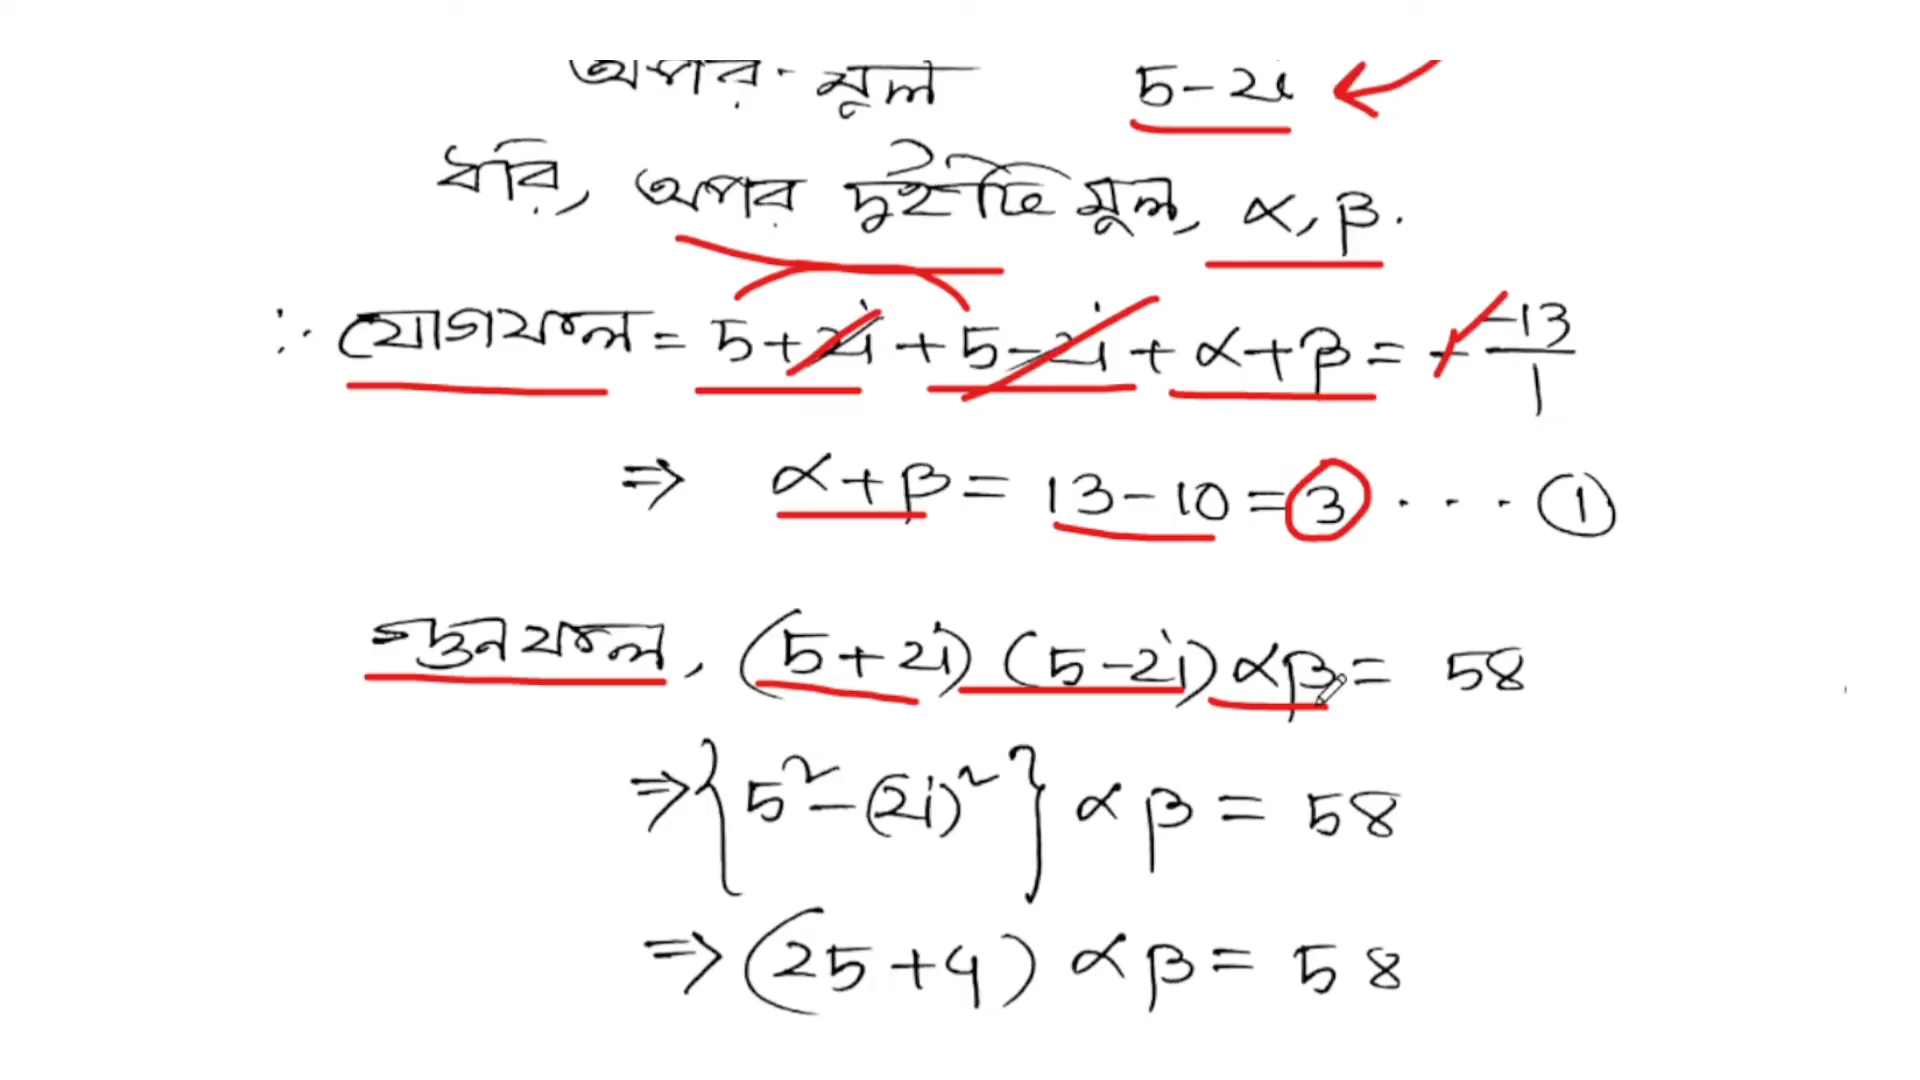 অপর মূল 5-2i
ধরি, অপর দুইটি মূল, α, β.
∴ যোগফল = 5+2i + 5-2i + α+β = - -13/1
⇒ α+β = 13-10 = 3 ... ①
গুনফল, (5+2i) (5-2i) αβ = 58
⇒ {5² - (2i)²} αβ = 58
⇒ (25+4) αβ = 58